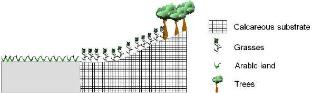 Calcareous substrate
Grasses
Arable land
Trees